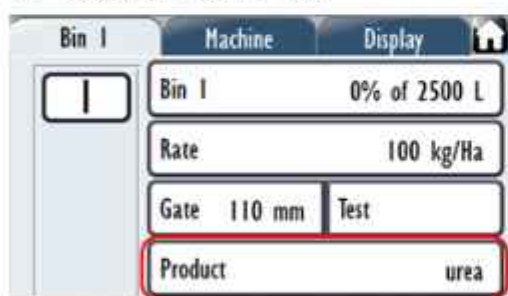 Bin 1 Machine Display
1
Bin 1 0% of 2500 L
Rate 100 kg/Ha
Gate 110 mm Test
Product urea